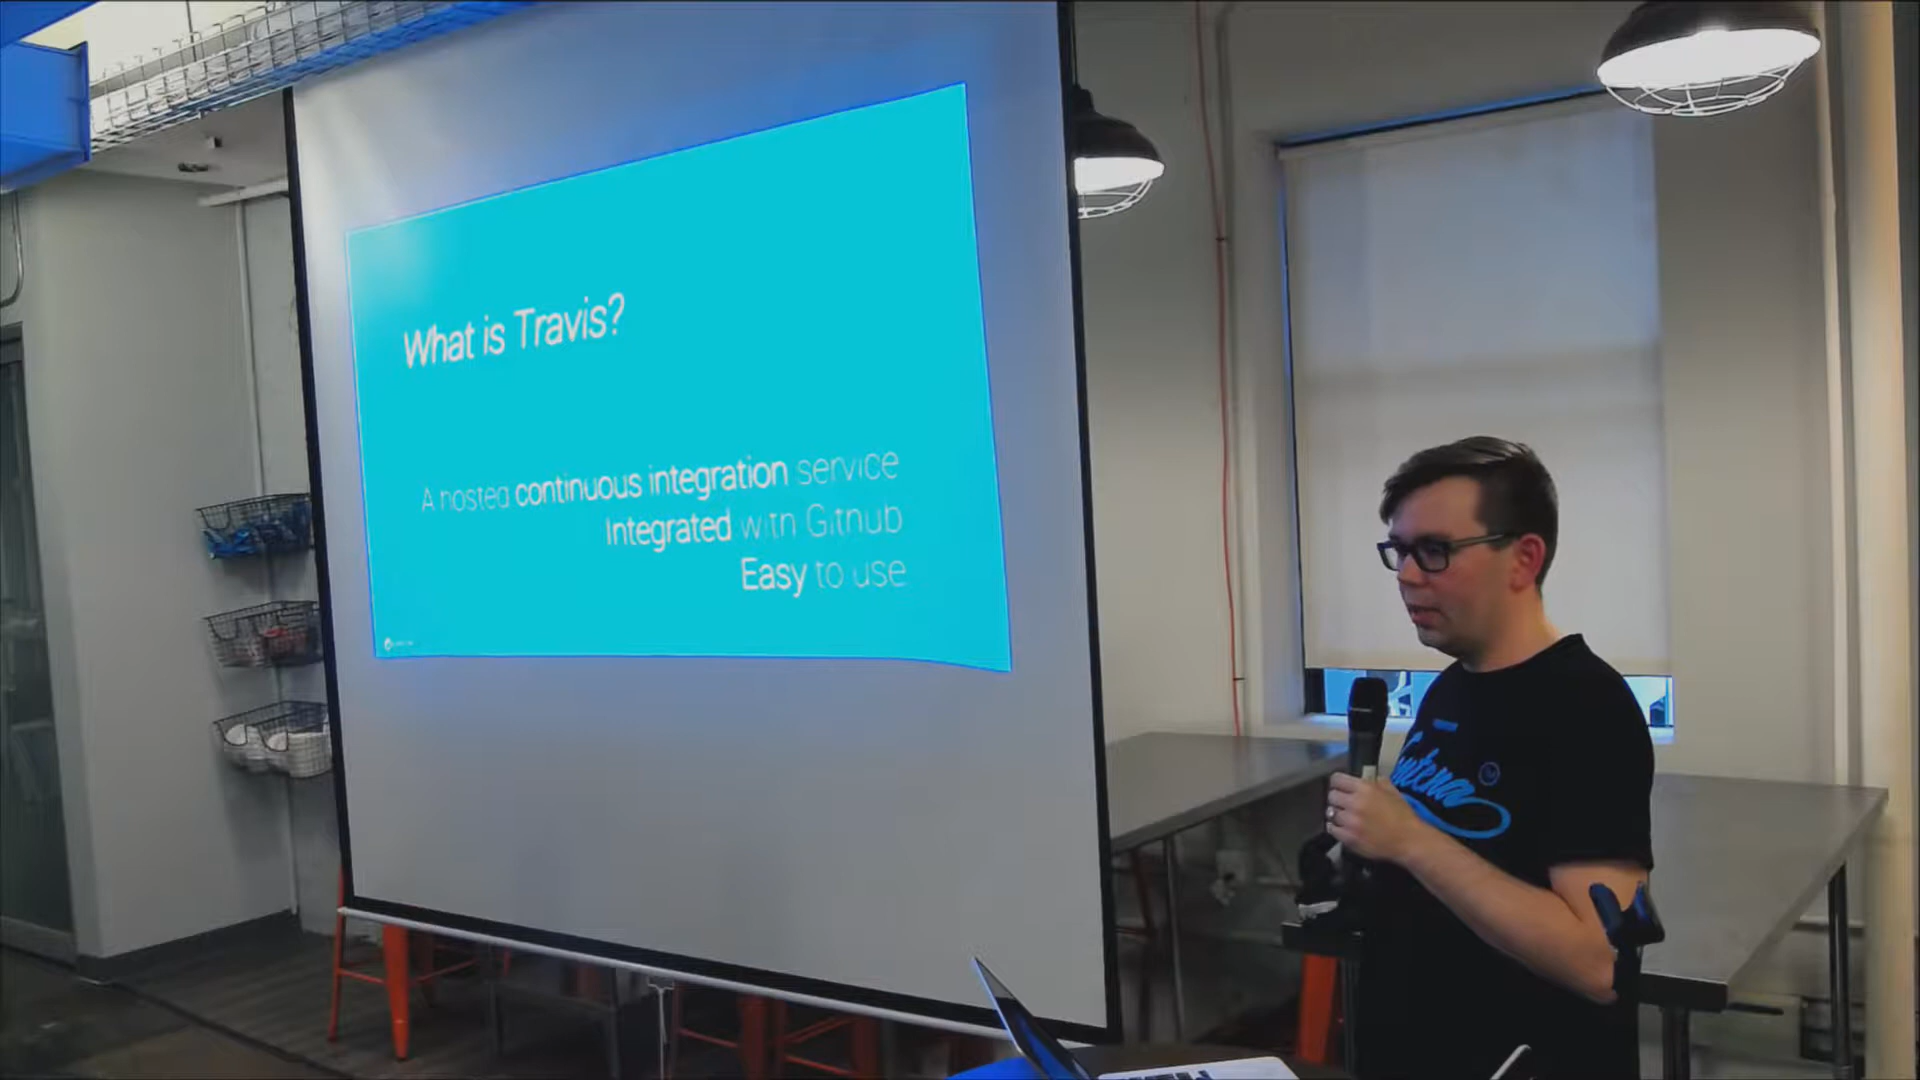 What is Travis?
A hosted continuous integration service
Integrated with Github
Easy to use